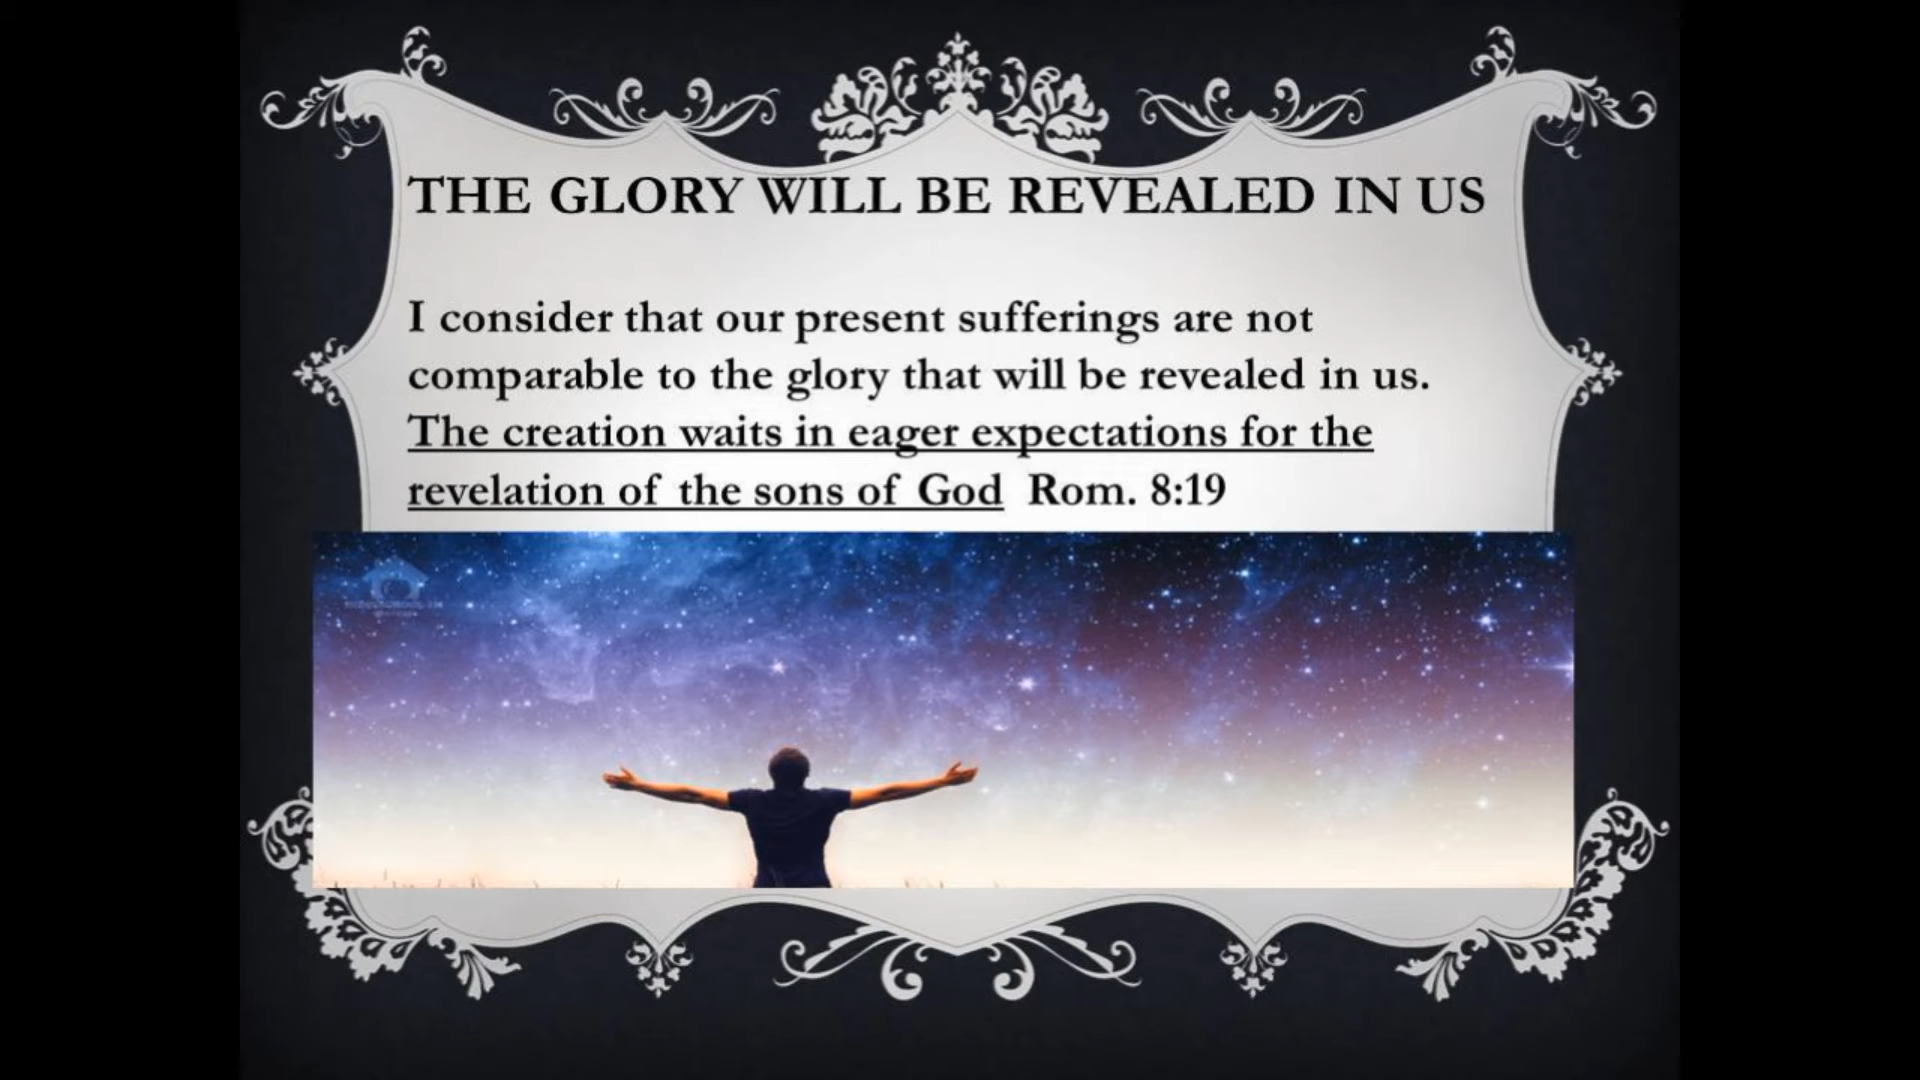 THE GLORY WILL BE REVEALED IN US
I consider that our present sufferings are not
comparable to the glory that will be revealed in us.
The creation waits in eager expectations for the
revelation of the sons of God Rom. 8:19